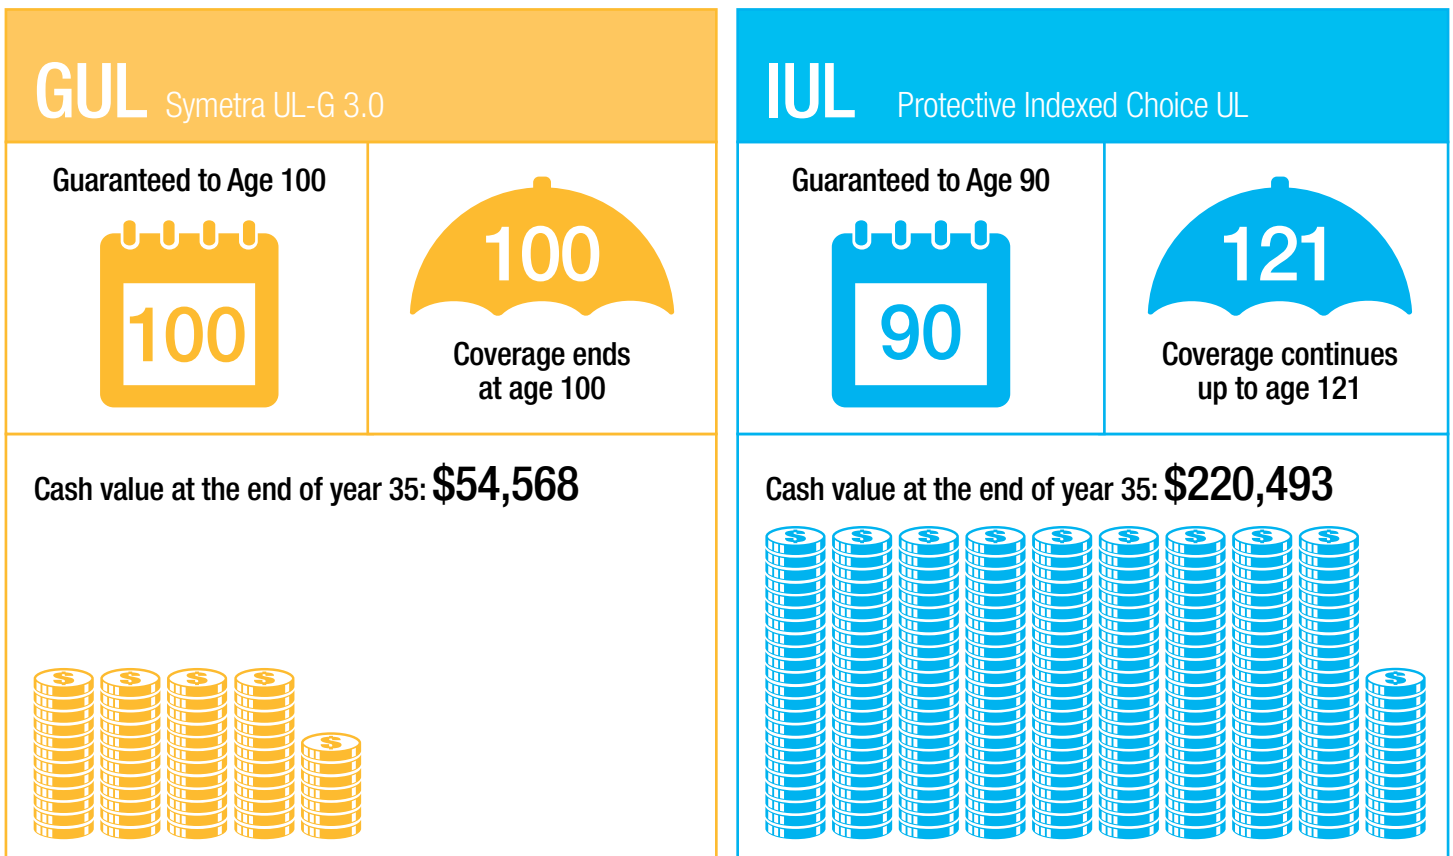 GUL Symetra UL-G 3.0
Guaranteed to Age 100
100
100
Coverage ends
at age 100
Cash value at the end of year 35: $54,568
$ $ $ $ $
IUL Protective Indexed Choice UL
Guaranteed to Age 90
90
121
Coverage continues
up to age 121
Cash value at the end of year 35: $220,493
$ $ $ $ $ $ $ $ $ $